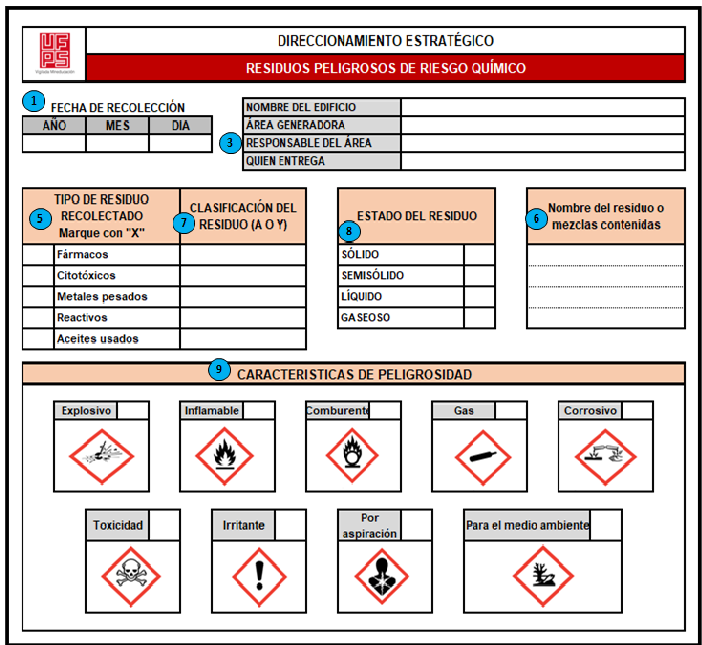 UFPS
Vigilada Mineducación
DIRECCIONAMIENTO ESTRATÉGICO
RESIDUOS PELIGROSOS DE RIESGO QUÍMICO
1
FECHA DE RECOLECCIÓN
AÑO MES DIA
3
NOMBRE DEL EDIFICIO
ÁREA GENERADORA
RESPONSABLE DEL ÁREA
QUIEN ENTREGA
5
TIPO DE RESIDUO
RECOLECTADO
Marque con "X"
7
CLASIFICACIÓN DEL
RESIDUO (A O Y)
Fármacos
Citotóxicos
Metales pesados
Reactivos
Aceites usados
8
ESTADO DEL RESIDUO
SÓLIDO
SEMISÓLIDO
LÍQUIDO
GASEOSO
6
Nombre del residuo o
mezclas contenidas
9
CARACTERISTICAS DE PELIGROSIDAD
Explosivo
Inflamable
Comburente
Gas
Corrosivo
Toxicidad
Irritante
Por
aspiración
Para el medio ambiente